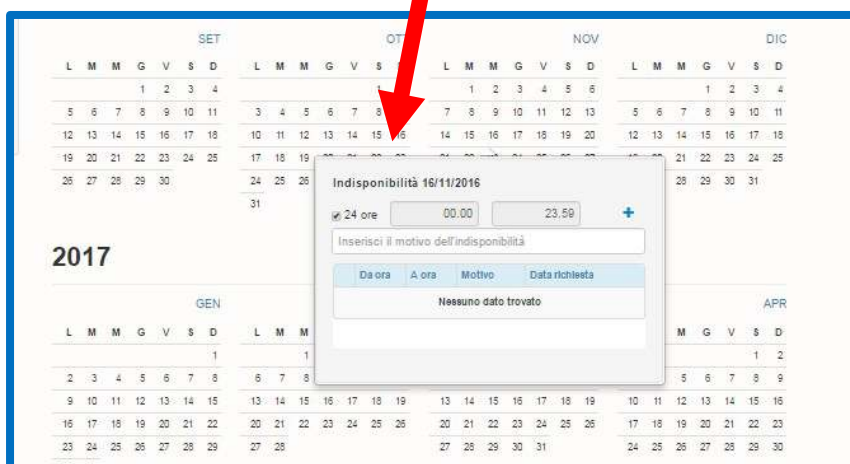 SET OTT NOV DIC
L M M G V S D L M M G V S L M M G V S D L M M G V S D
1 2 3 4 1 1 2 3 4 5 6 1 2 3 4
5 6 7 8 9 10 11 3 4 5 6 7 8 7 8 9 10 11 12 13 5 6 7 8 9 10 11
12 13 14 15 16 17 18 10 11 12 13 14 15 16 14 15 16 17 18 19 20 12 13 14 15 16 17 18
19 20 21 22 23 24 25 17 18 19 21 22 23 24 25
26 27 28 29 30 24 25 26 28 29 30 31
31
Indisponibilità 16/11/2016
24 ore 00.00 23.59 +
Inserisci il motivo dell'indisponibilità
Da ora A ora Motivo Data richiesta
Nessuno dato trovato
2017
GEN APR
L M M G V S D L M M M G V S D
1 1 1 2
2 3 4 5 6 7 8 6 7 8 5 6 7 8 9
9 10 11 12 13 14 15 13 14 15 16 17 18 19 13 14 15 16 17 18 19 10 11 12 13 14 15 16
16 17 18 19 20 21 22 20 21 22 23 24 25 26 20 21 22 23 24 25 26 17 18 19 20 21 22 23
23 24 25 26 27 28 29 27 28 27 28 29 30 31 24 25 26 27 28 29 30